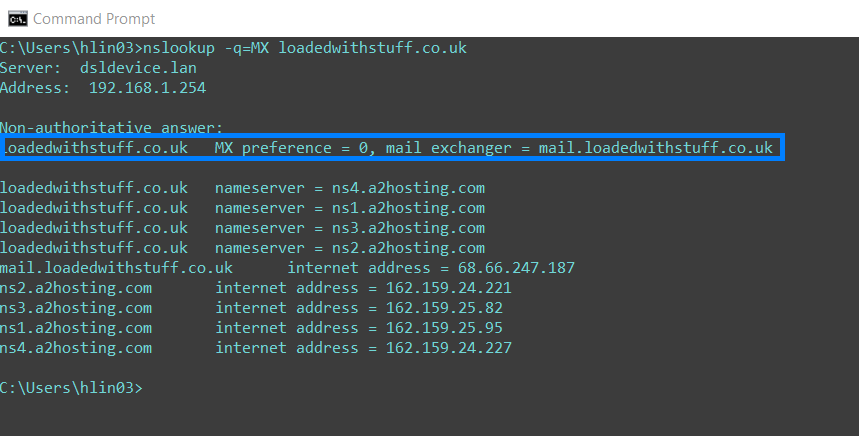 Command Prompt
C:\Users\hlin03>nslookup -q=MX loadedwithstuff.co.uk
Server:  dsldevice.lan
Address:  192.168.1.254
Non-authoritative answer:
loadedwithstuff.co.uk   MX preference = 0, mail exchanger = mail.loadedwithstuff.co.uk
loadedwithstuff.co.uk   nameserver = ns4.a2hosting.com
loadedwithstuff.co.uk   nameserver = ns1.a2hosting.com
loadedwithstuff.co.uk   nameserver = ns3.a2hosting.com
loadedwithstuff.co.uk   nameserver = ns2.a2hosting.com
mail.loadedwithstuff.co.uk      internet address = 68.66.247.187
ns2.a2hosting.com       internet address = 162.159.24.221
ns3.a2hosting.com       internet address = 162.159.25.82
ns1.a2hosting.com       internet address = 162.159.25.95
ns4.a2hosting.com       internet address = 162.159.24.227
C:\Users\hlin03>